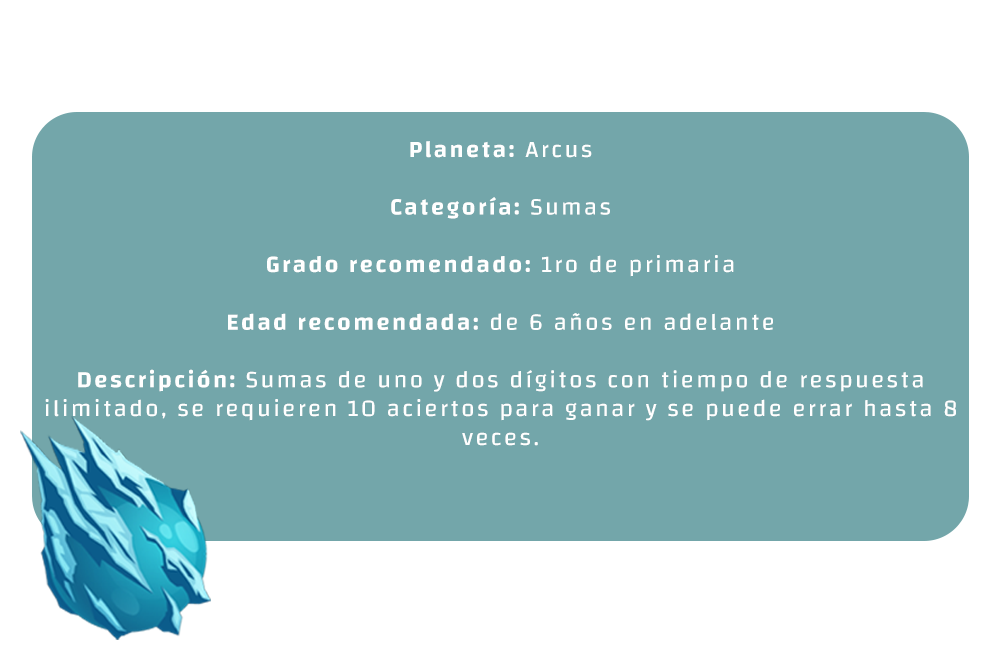 Planeta: Arcus
Categoría: Sumas
Grado recomendado: 1ro de primaria
Edad recomendada: de 6 años en adelante
Descripción: Sumas de uno y dos dígitos con tiempo de respuesta
ilimitado, se requieren 10 aciertos para ganar y se puede errar hasta 8
veces.